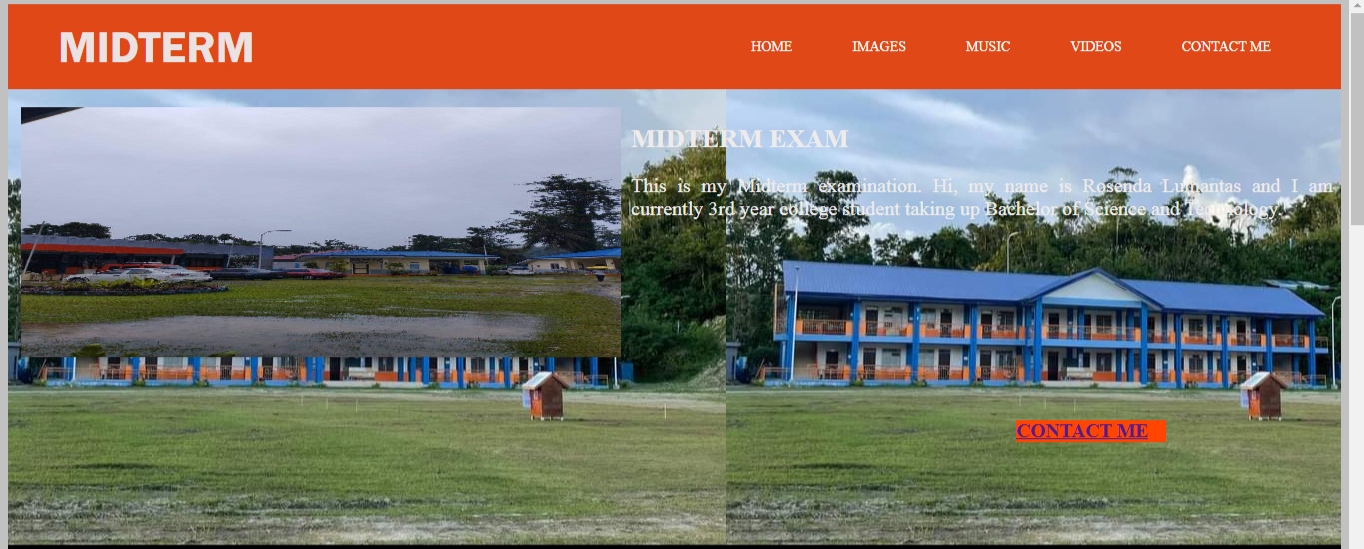 MIDTERM
HOME IMAGES MUSIC VIDEOS CONTACT ME
MIDTERM EXAM
This is my Midterm examination. Hi, my name is Rosenda Lumantas and I am
currently 3rd year college student taking up Bachelor of Science and Technology.
CONTACT ME